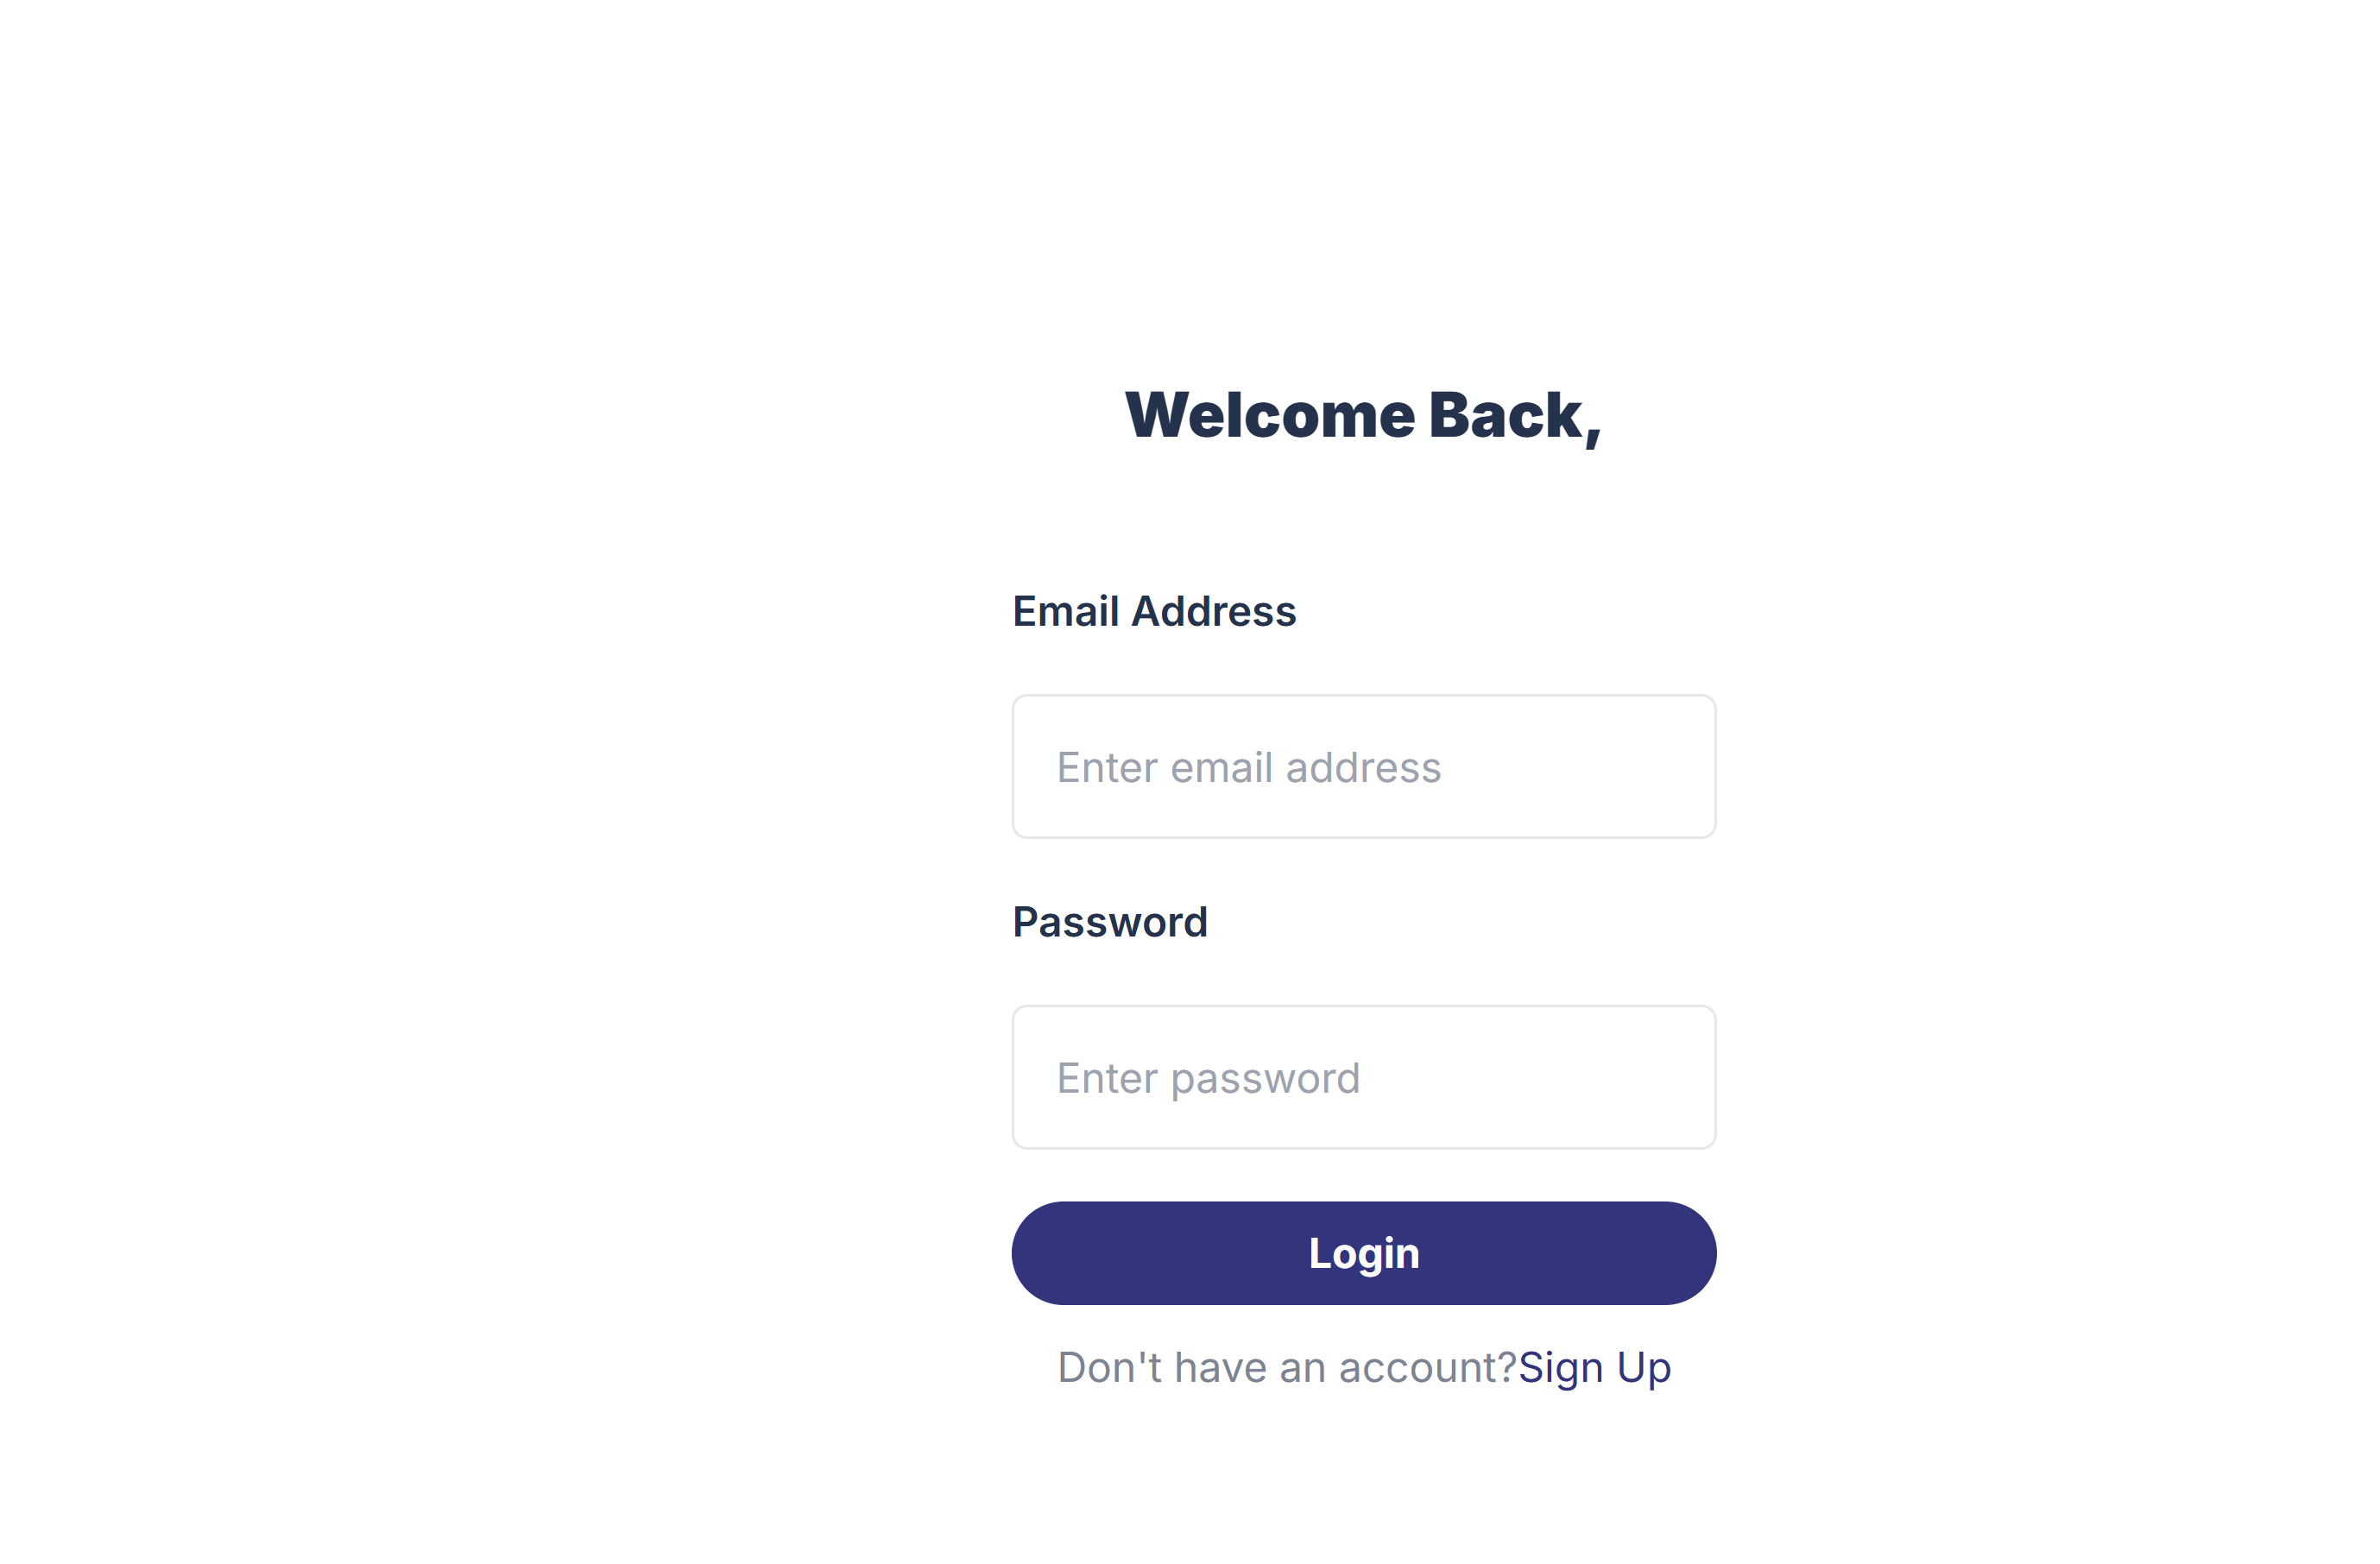 Welcome Back,
Email Address
Enter email address
Password
Enter password
Login
Don't have an account?Sign Up